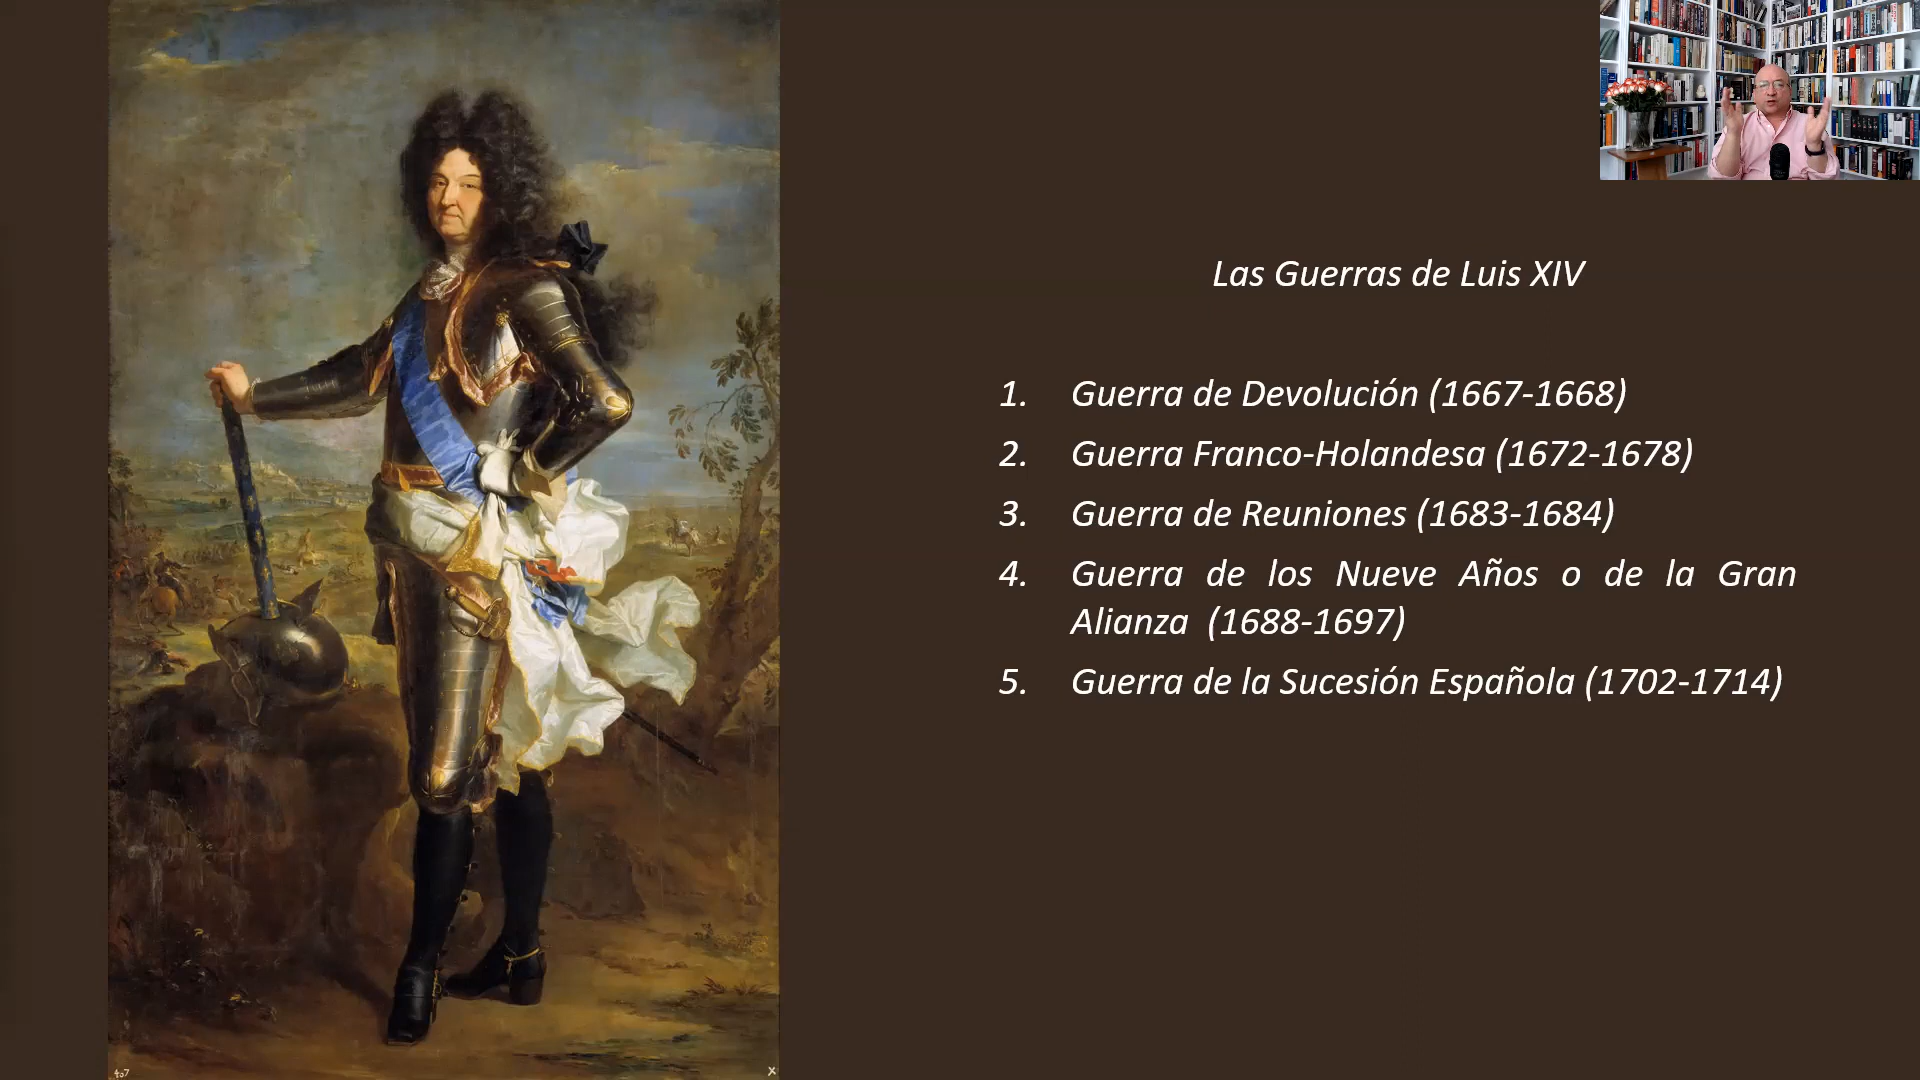 Las Guerras de Luis XIV
1. Guerra de Devolución (1667-1668)
2. Guerra Franco-Holandesa (1672-1678)
3. Guerra de Reuniones (1683-1684)
4. Guerra de los Nueve Años o de la Gran
Alianza (1688-1697)
5. Guerra de la Sucesión Española (1702-1714)
407
x